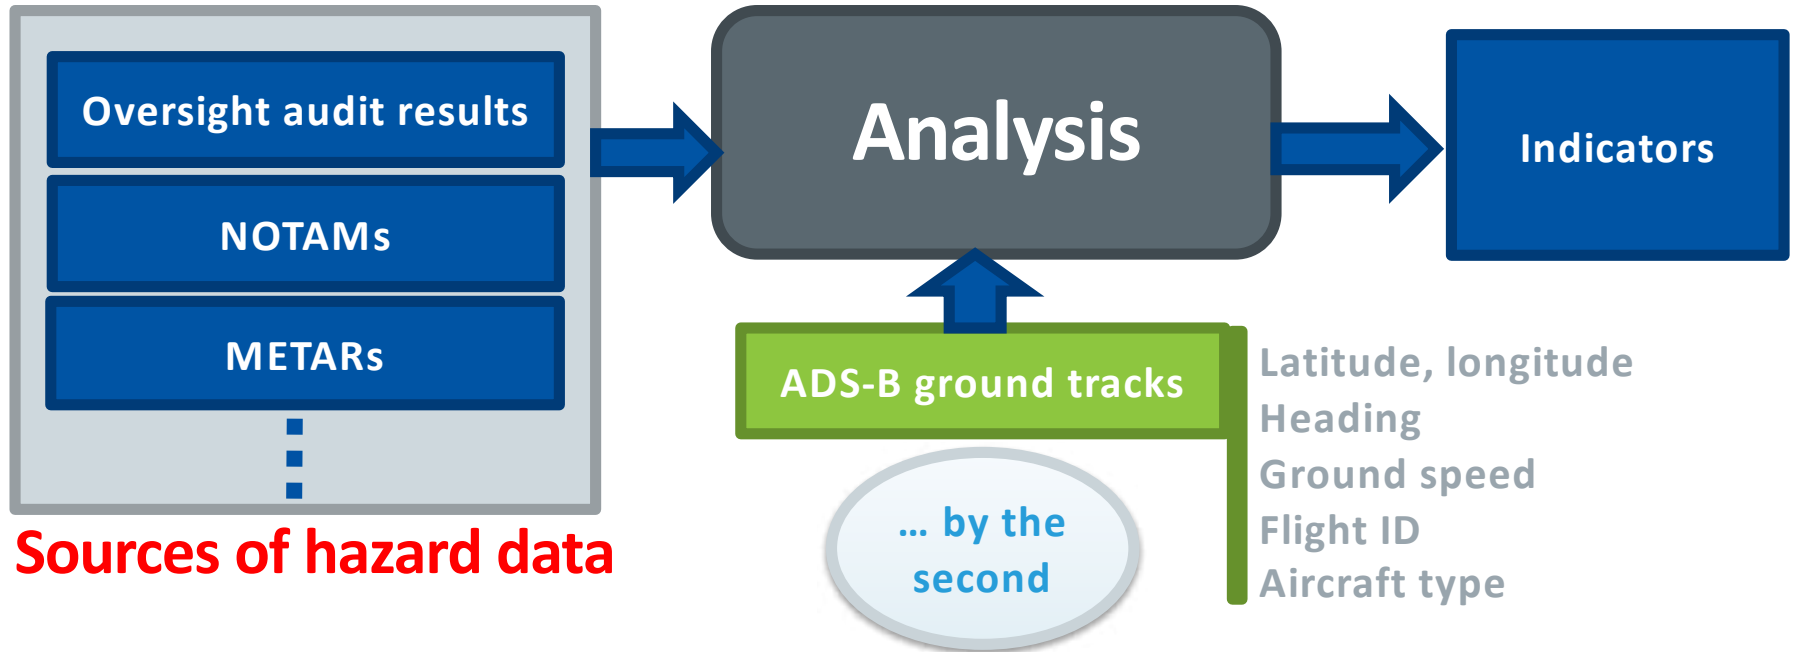 Oversight audit results
NOTAMs
METARs
Sources of hazard data
Analysis
Indicators
ADS-B ground tracks
… by the
second
Latitude, longitude
Heading
Ground speed
Flight ID
Aircraft type